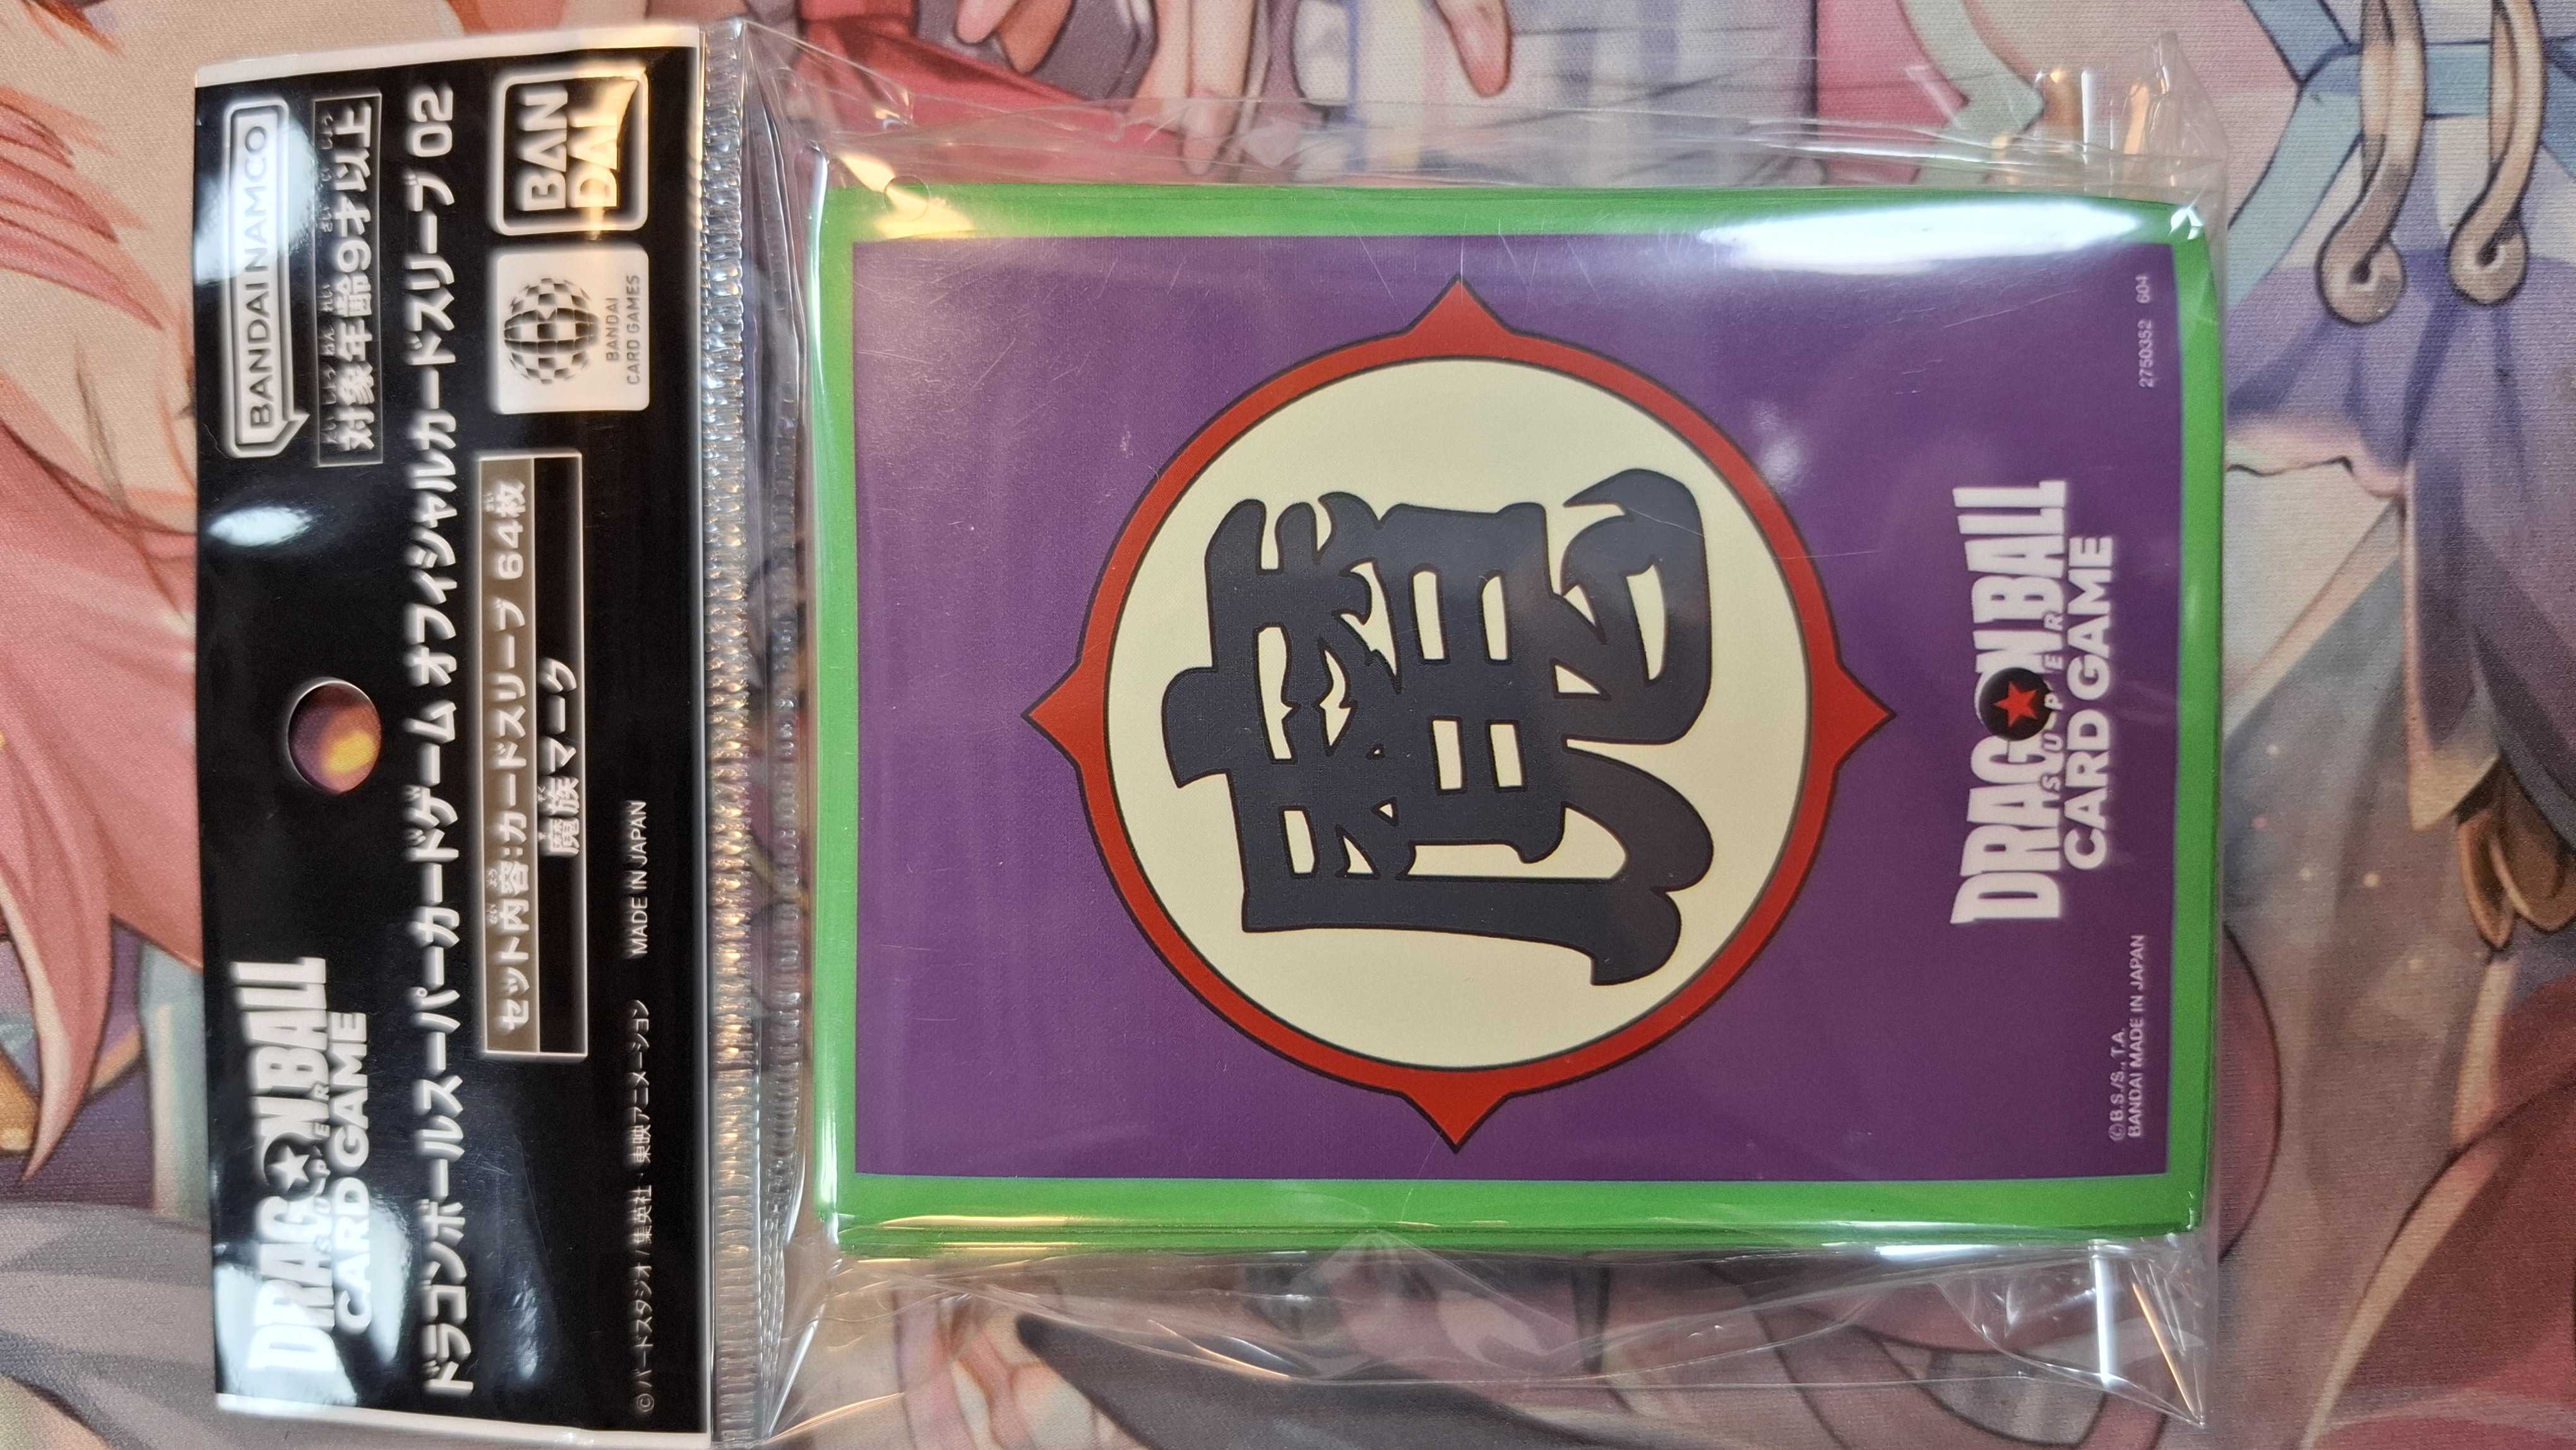 DRAGON BALL
SUPER
CARD GAME
BANDAI NAMCO
対象年齢9才以上
ドラゴンボールスーパーカードゲーム オフィシャルカードスリーブ 02
セット内容:カードスリーブ 64枚
魔族マーク
BAN
DAI
BANDAI
CARD GAMES
©バードスタジオ/集英社・東映アニメーション MADE IN JAPAN
魔
DRAGON BALL
SUPER
CARD GAME
©B.S./S., T.A.
BANDAI MADE IN JAPAN
2750352 604